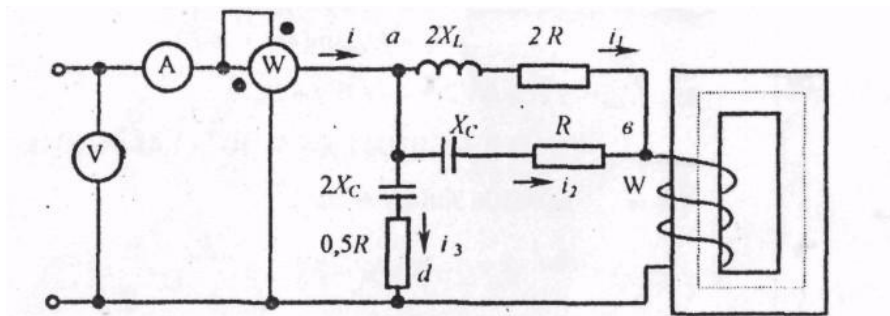 i a 2X_L 2 R i_1
A W
X_C R в
V i_2 W
2X_C
0,5R i_3
d